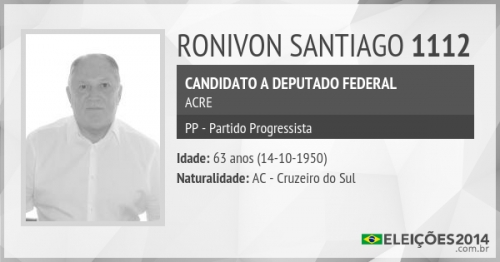 RONIVON SANTIAGO 1112
CANDIDATO A DEPUTADO FEDERAL
ACRE
PP - Partido Progressista
Idade: 63 anos (14-10-1950)
Naturalidade: AC - Cruzeiro do Sul
ELEIÇÕES2014
.com.br